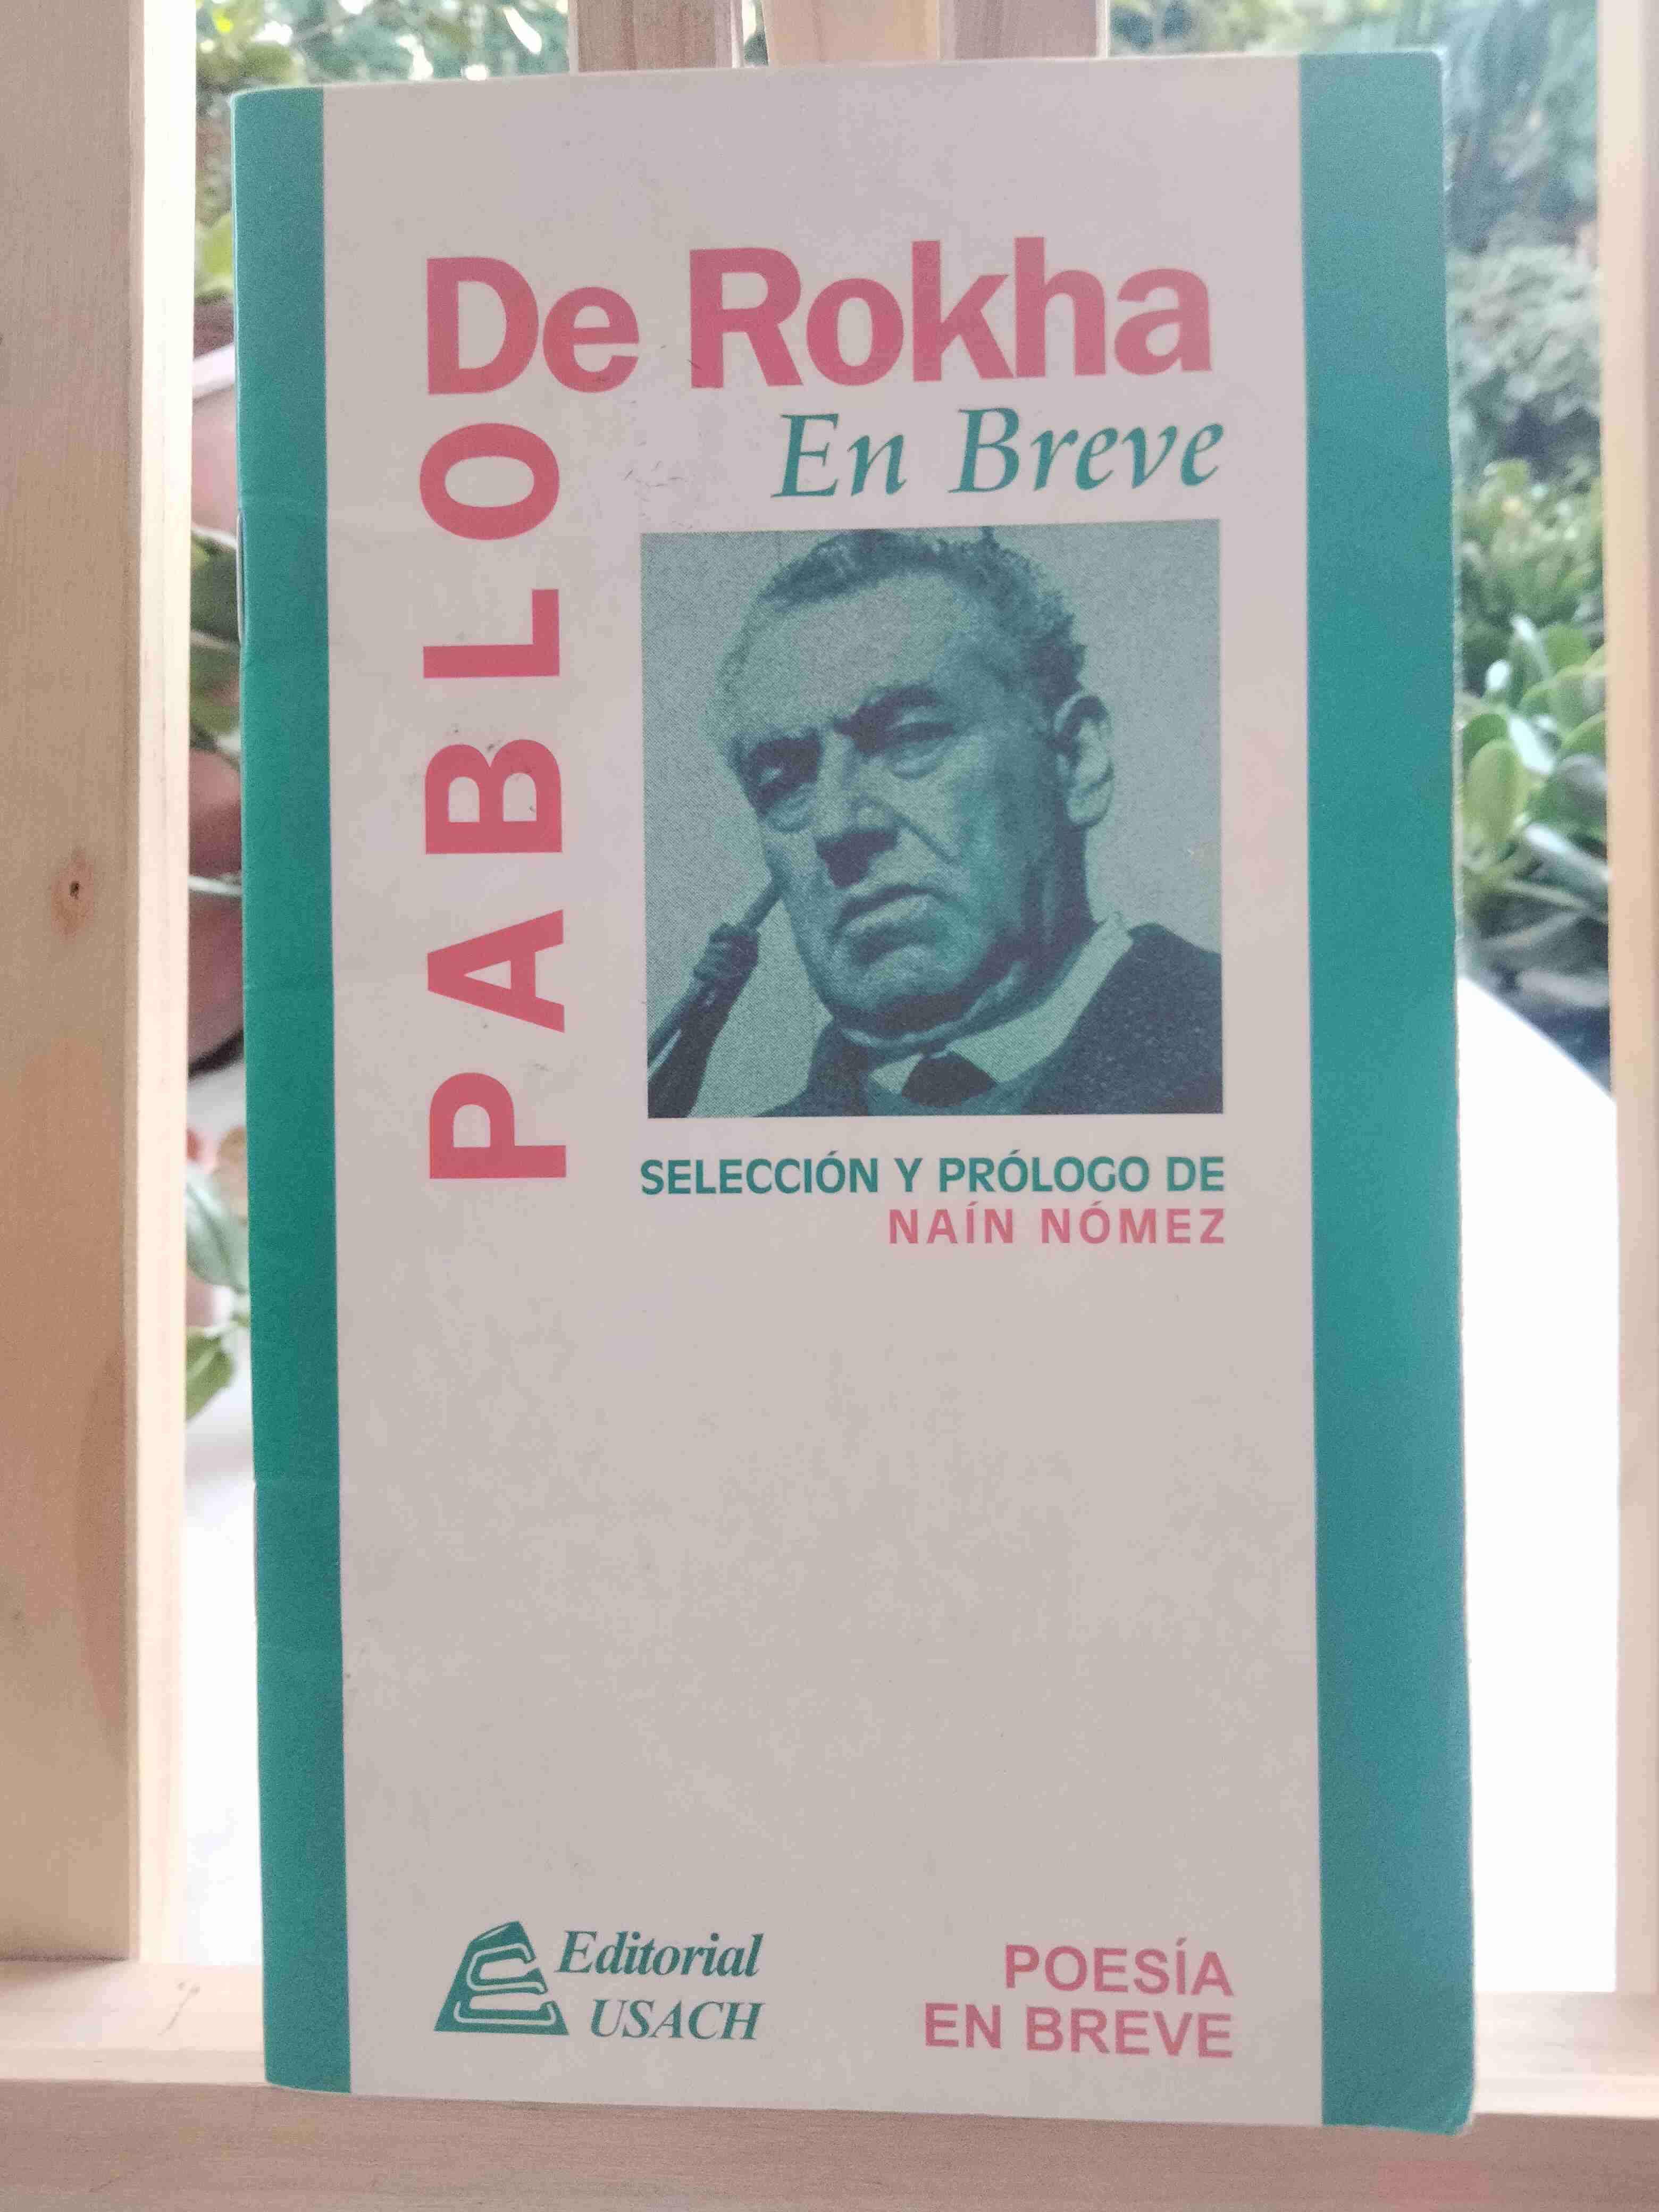 PABLO
De Rokha
En Breve
SELECCIÓN Y PRÓLOGO DE
NAÍN NÓMEZ
Editorial
USACH
POESÍA
EN BREVE